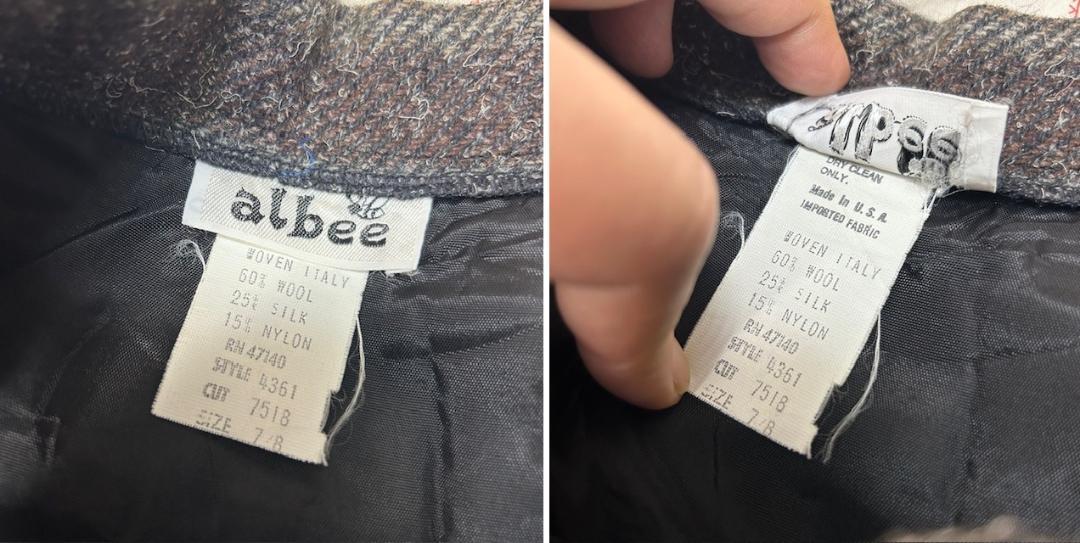 albee
WOVEN ITALY
60% WOOL
25% SILK
15% NYLON
RN 47140
STYLE 4361
CUT 7518
SIZE 7/8
DRY CLEAN
ONLY.
Made In U.S.A.
IMPORTED FABRIC
WOVEN ITALY
60% WOOL
25% SILK
15% NYLON
RN 47140
STYLE 4361
CUT 7518
SIZE 7/8